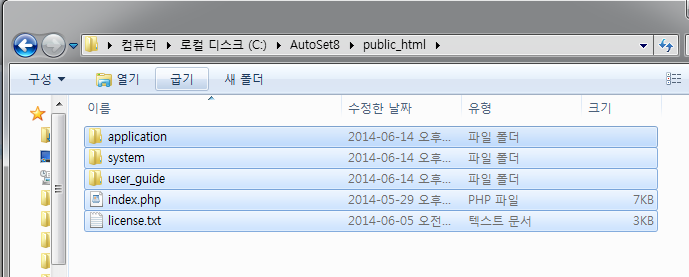 컴퓨터 로컬 디스크 (C:) AutoSet8 public_html
구성 열기 굽기 새 폴더
이름 수정한 날짜 유형 크기
application 2014-06-14 오후... 파일 폴더
system 2014-06-14 오후... 파일 폴더
user_guide 2014-06-14 오후... 파일 폴더
index.php 2014-05-29 오후... PHP 파일 7KB
license.txt 2014-06-05 오전... 텍스트 문서 3KB